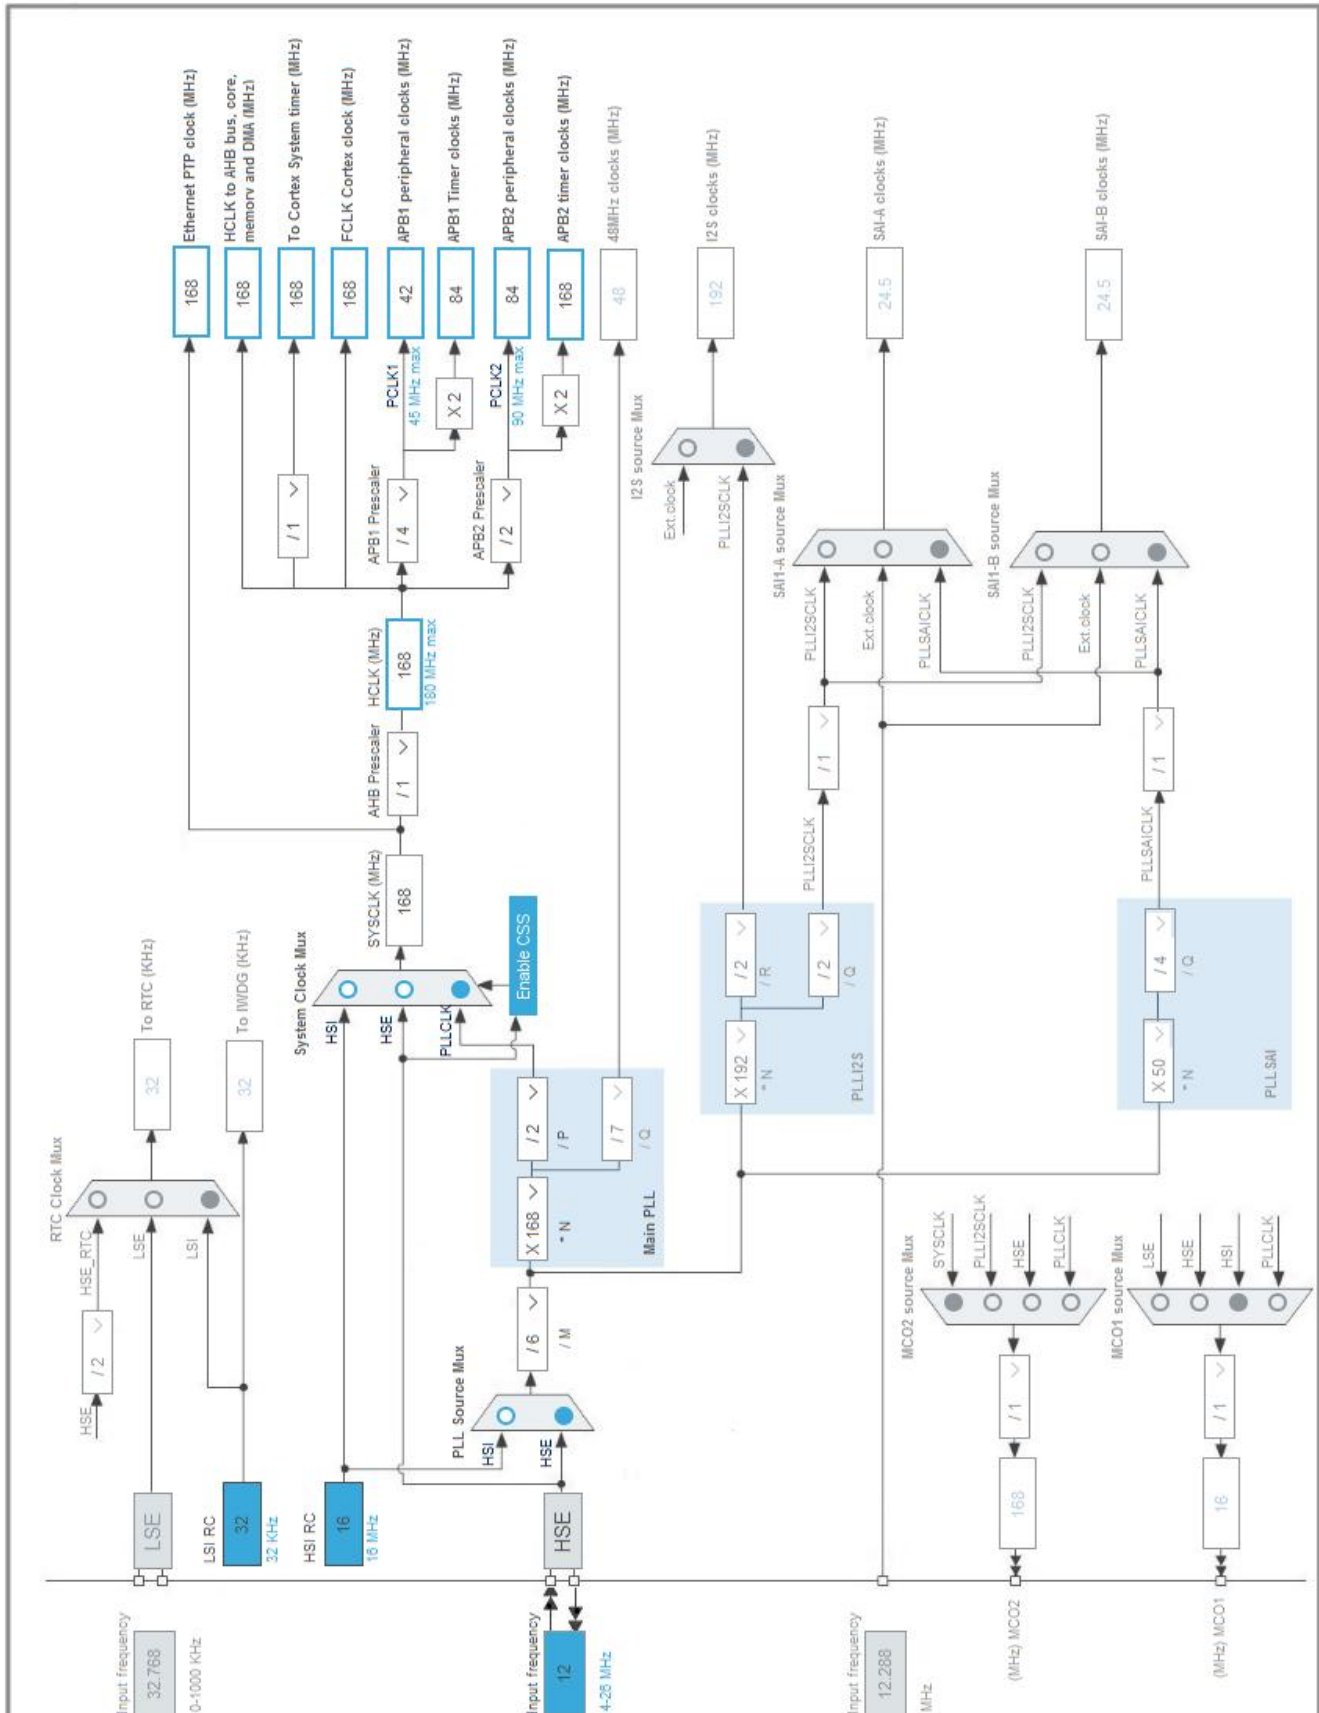 Input frequency
32.768
0-1000 KHz
LSE
HSE
/ 2
HSE_RTC
LSE
LSI
RTC Clock Mux
32
To RTC (KHz)
LSI RC
32
32 KHz
32
To IWDG (KHz)
HSI RC
16
16 MHz
Input frequency
12
4-26 MHz
HSE
PLL Source Mux
HSI
HSE
/ 6
/ M
X 168
* N
/ 2
/ P
/ 7
/ Q
Main PLL
System Clock Mux
HSI
HSE
PLLCLK
Enable CSS
SYSCLK (MHz)
168
AHB Prescaler
/ 1
HCLK (MHz)
168
180 MHz max
168
Ethernet PTP clock (MHz)
168
HCLK to AHB bus, core,
memory and DMA (MHz)
/ 1
168
To Cortex System timer (MHz)
168
FCLK Cortex clock (MHz)
APB1 Prescaler
/ 4
PCLK1
45 MHz max
42
APB1 peripheral clocks (MHz)
X 2
84
APB1 Timer clocks (MHz)
APB2 Prescaler
/ 2
PCLK2
90 MHz max
84
APB2 peripheral clocks (MHz)
X 2
168
APB2 timer clocks (MHz)
48
48MHz clocks (MHz)
X 192
* N
/ 2
/ R
/ 2
/ Q
PLLI2S
I2S source Mux
Ext.clock
PLLI2SCLK
192
I2S clocks (MHz)
PLLI2SCLK
/ 1
SAI1-A source Mux
PLLI2SCLK
Ext.clock
PLLSAICLK
24.5
SAI-A clocks (MHz)
X 50
* N
/ 4
/ Q
PLLSAI
PLLSAICLK
/ 1
SAI1-B source Mux
PLLI2SCLK
Ext.clock
PLLSAICLK
24.5
SAI-B clocks (MHz)
Input frequency
12.288
MHz
MCO2 source Mux
SYSCLK
PLLI2SCLK
HSE
PLLCLK
/ 1
168
(MHz) MCO2
MCO1 source Mux
LSE
HSE
HSI
PLLCLK
/ 1
16
(MHz) MCO1